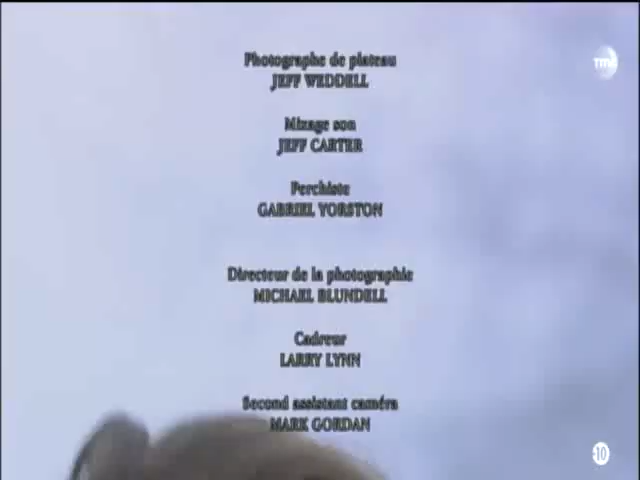 Photographe de plateau
JEFF WEDDELL
Mixage son
JEFF CARTER
Perchiste
GABRIEL YORSTON
Directeur de la photographie
MICHAEL BLUNDELL
Cadreur
LARRY LYNN
Second assistant caméra
MARK GORDAN
tmc
-10